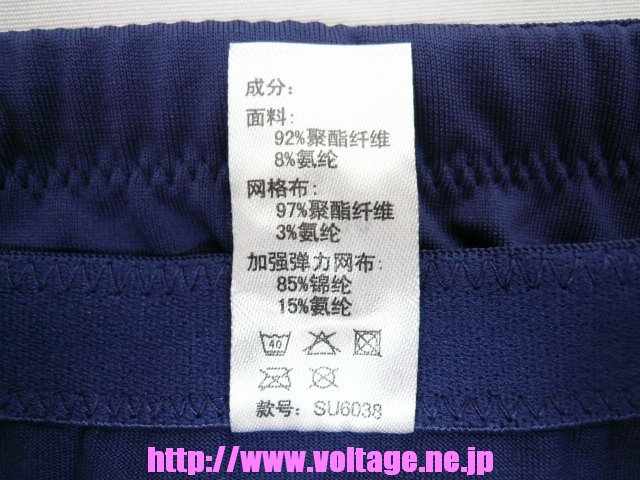 成分:
面料:
92%聚酯纤维
8%氨纶
网格布:
97%聚酯纤维
3%氨纶
加强弹力网布:
85%锦纶
15%氨纶
40
款号: SU6038
http://www.voltage.ne.jp